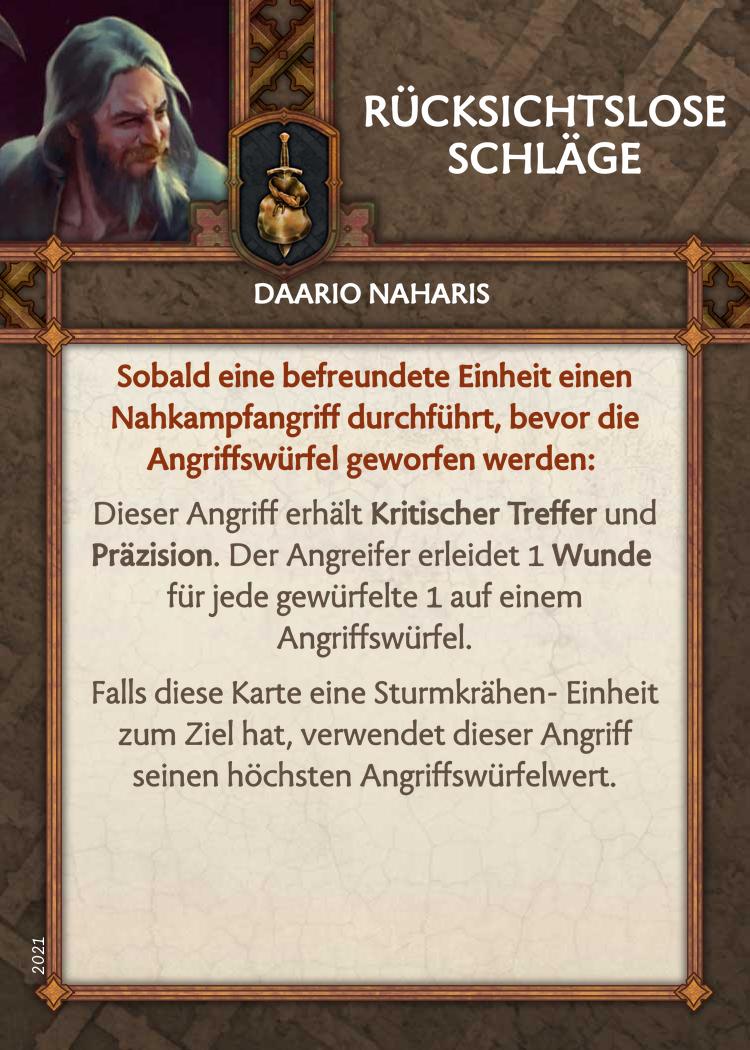 RÜCKSICHTSLOSE
SCHLÄGE
DAARIO NAHARIS
Sobald eine befreundete Einheit einen
Nahkampfangriff durchführt, bevor die
Angriffswürfel geworfen werden:
Dieser Angriff erhält Kritischer Treffer und
Präzision. Der Angreifer erleidet 1 Wunde
für jede gewürfelte 1 auf einem
Angriffswürfel.
Falls diese Karte eine Sturmkrähen- Einheit
zum Ziel hat, verwendet dieser Angriff
seinen höchsten Angriffswürfelwert.
2021